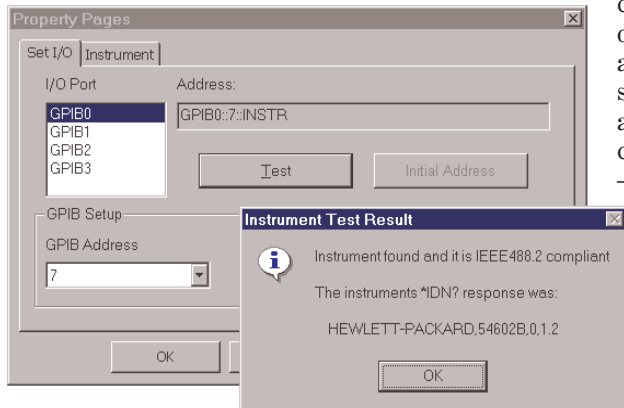 Property Pages
Set I/O
Instrument
I/O Port
Address:
GPIB0
GPIB1
GPIB2
GPIB3
GPIB0::7::INSTR
Test
Initial Address
GPIB Setup
GPIB Address
7
OK
Instrument Test Result
Instrument found and it is IEEE488.2 compliant
The instruments *IDN? response was:
HEWLETT-PACKARD,54602B,0,1.2
OK